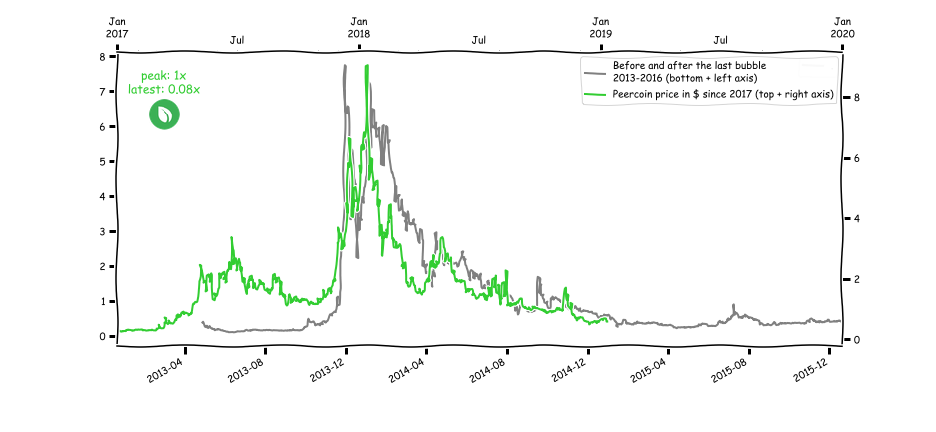 Jan Jan Jan Jan
2017 2018 2019 2020
Jul Jul Jul
peak: 1x
latest: 0.08x
Before and after the last bubble
2013-2016 (bottom + left axis)
Peercoin price in $ since 2017 (top + right axis)
8
7
6
5
4
3
2
1
0
8
6
4
2
0
2013-04 2013-08 2013-12 2014-04 2014-08 2014-12 2015-04 2015-08 2015-12